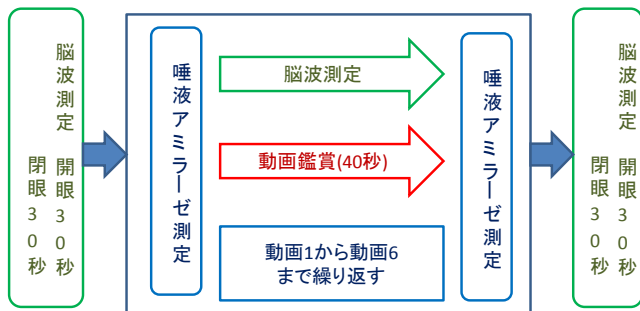 脳波測定 開眼30秒
閉眼30秒
唾液アミラーゼ測定
脳波測定
動画鑑賞(40秒)
動画1から動画6
まで繰り返す
唾液アミラーゼ測定
脳波測定 開眼30秒
閉眼30秒